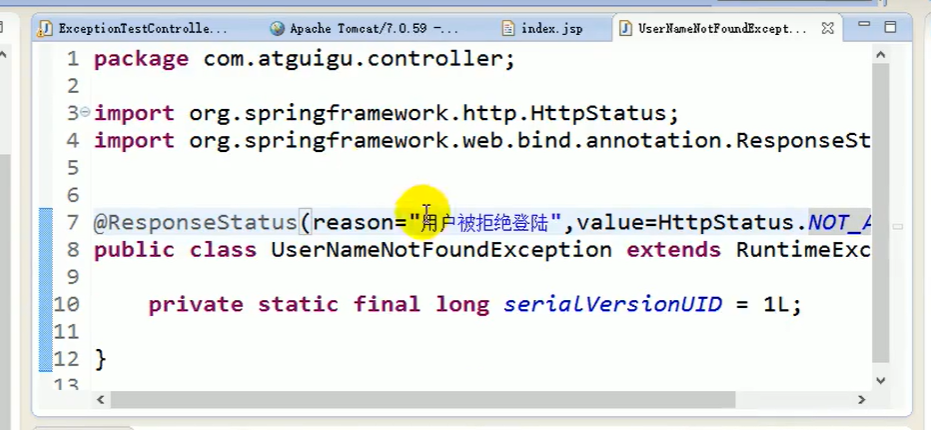 ExceptionTestControlle...
Apache Tomcat/7.0.59 –...
index.jsp
UserNameNotFoundExcept...
1 package com.atguigu.controller;
2
3 import org.springframework.http.HttpStatus;
4 import org.springframework.web.bind.annotation.ResponseSt
5
6
7 @ResponseStatus(reason="用户被拒绝登陆",value=HttpStatus.NOT_A
8 public class UserNameNotFoundException extends RuntimeExc
9
10 private static final long serialVersionUID = 1L;
11
12 }
13